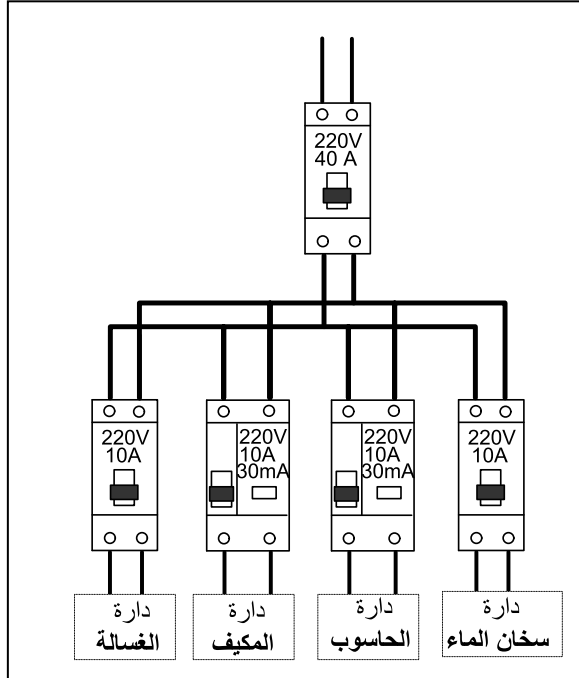 220V
40 A
220V
10A
220V
10A
30mA
220V
10A
30mA
220V
10A
دارة
الغسالة
دارة
المكيف
دارة
الحاسوب
دارة
سخان الماء